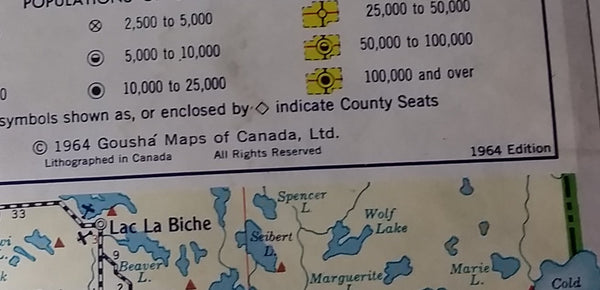 POPULATIONS
2,500 to 5,000
25,000 to 50,000
5,000 to 10,000
50,000 to 100,000
0
10,000 to 25,000
100,000 and over
symbols shown as, or enclosed by ◇ indicate County Seats
© 1964 Goushá Maps of Canada, Ltd.
Lithographed in Canada All Rights Reserved
1964 Edition
33
Spencer
L.
Lac La Biche
Wolf
Lake
Seibert
L.
9
Beaver
L.
Marguerite
Marie
L.
Cold
2